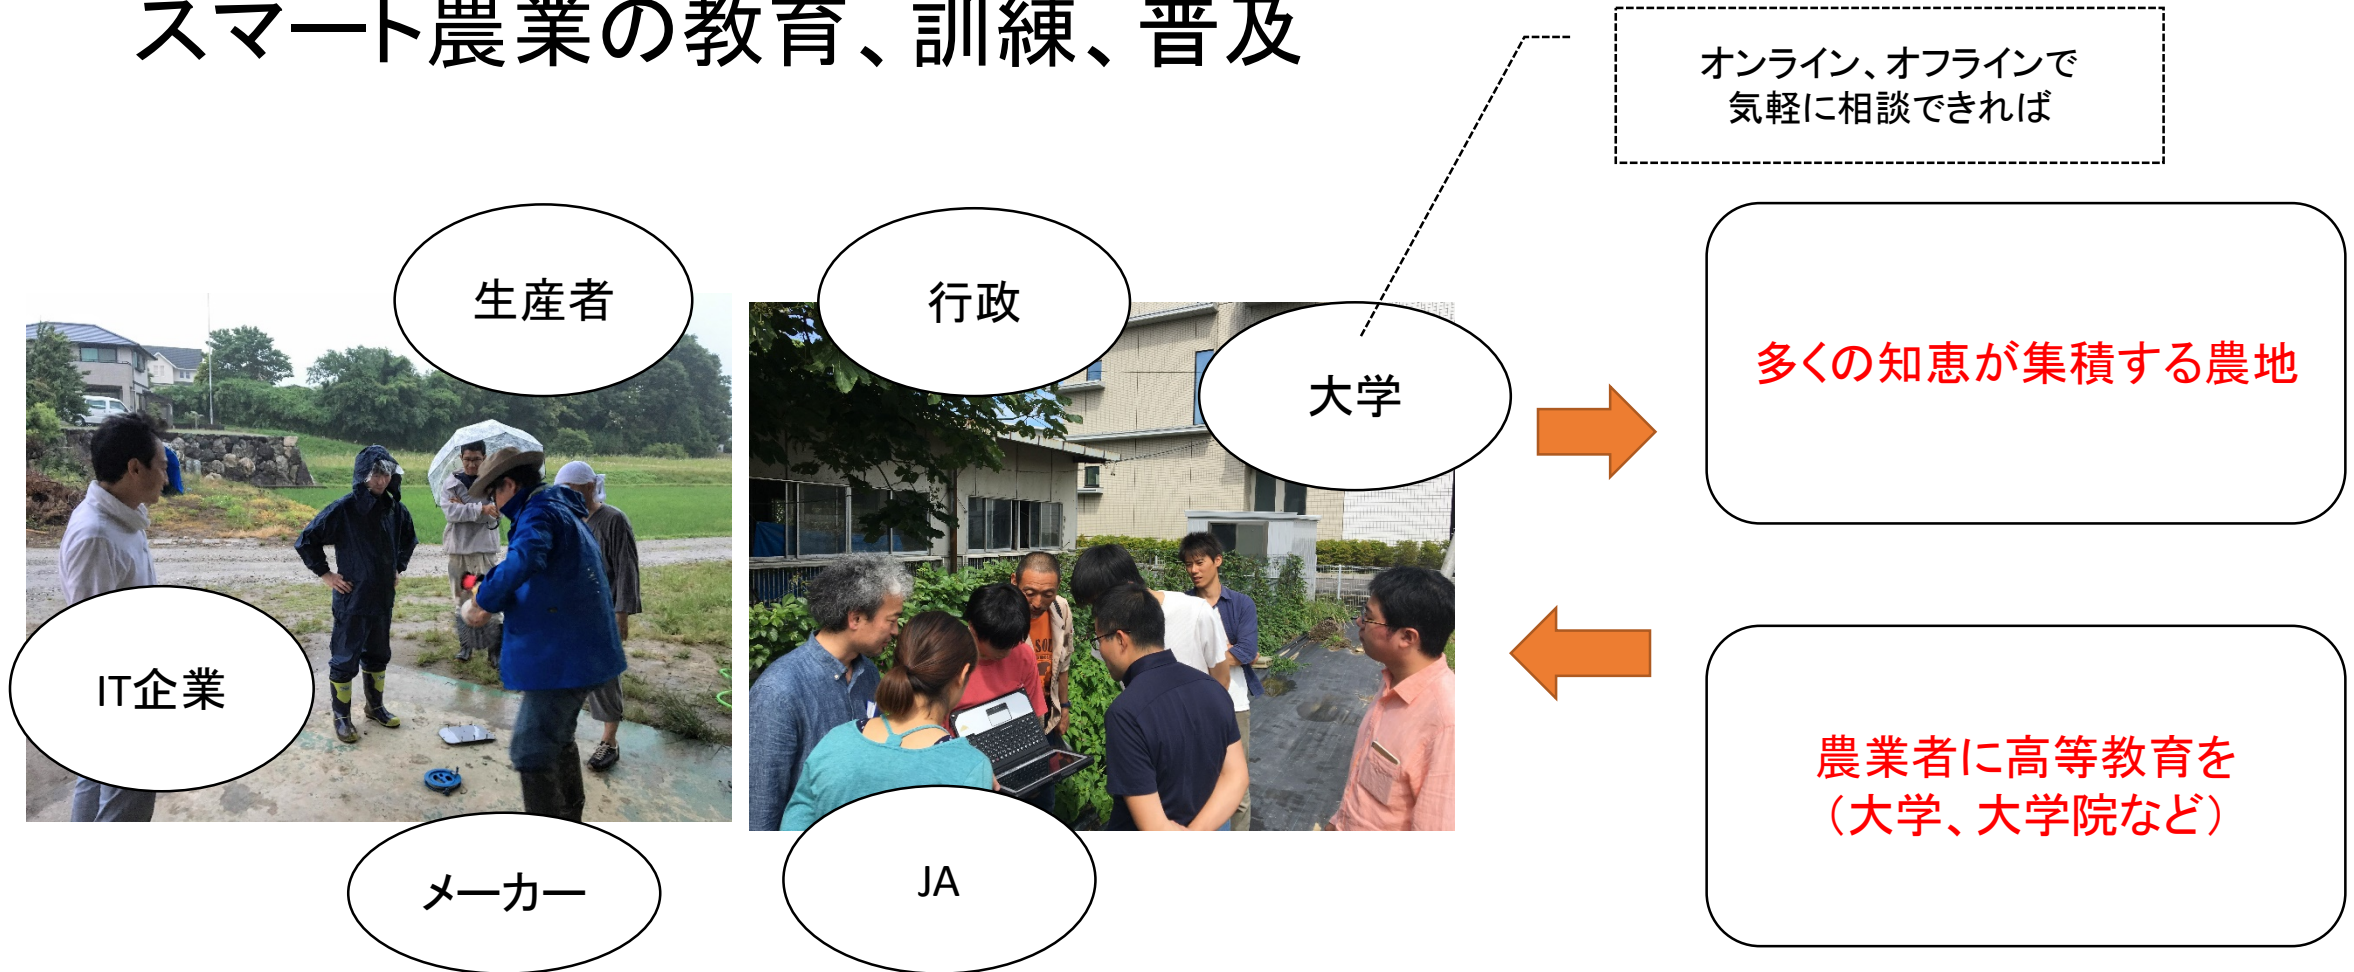 スマート農業の教育、訓練、普及
オンライン、オフラインで
気軽に相談できれば
生産者
行政
大学
多くの知恵が集積する農地
IT企業
農業者に高等教育を
（大学、大学院など）
メーカー
JA